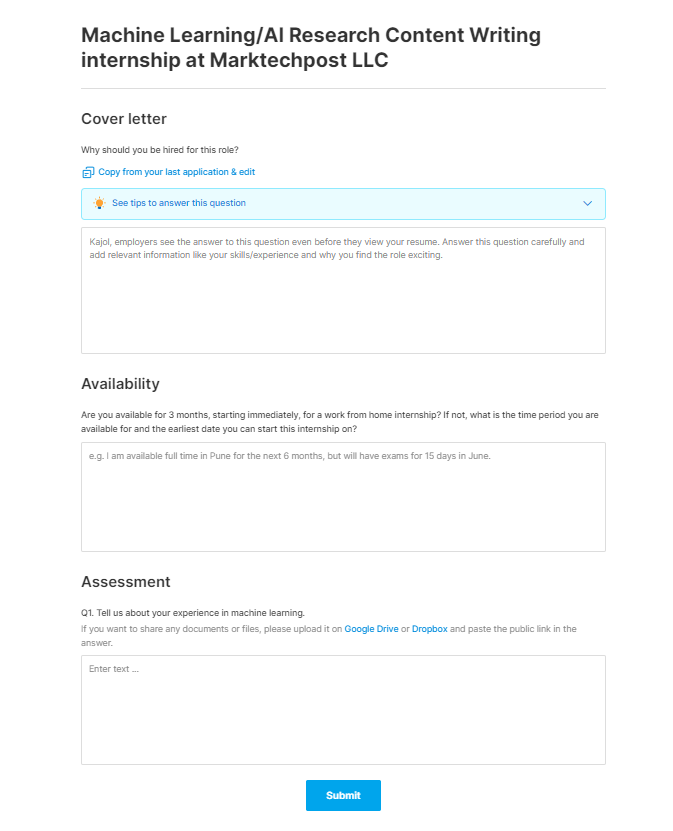 Machine Learning/AI Research Content Writing
internship at Marktechpost LLC
Cover letter
Why should you be hired for this role?
Copy from your last application & edit
See tips to answer this question
Kajol, employers see the answer to this question even before they view your resume. Answer this question carefully and
add relevant information like your skills/experience and why you find the role exciting.
Availability
Are you available for 3 months, starting immediately, for a work from home internship? If not, what is the time period you are
available for and the earliest date you can start this internship on?
e.g. I am available full time in Pune for the next 6 months, but will have exams for 15 days in June.
Assessment
Q1. Tell us about your experience in machine learning.
If you want to share any documents or files, please upload it on Google Drive or Dropbox and paste the public link in the
answer.
Enter text ...
Submit